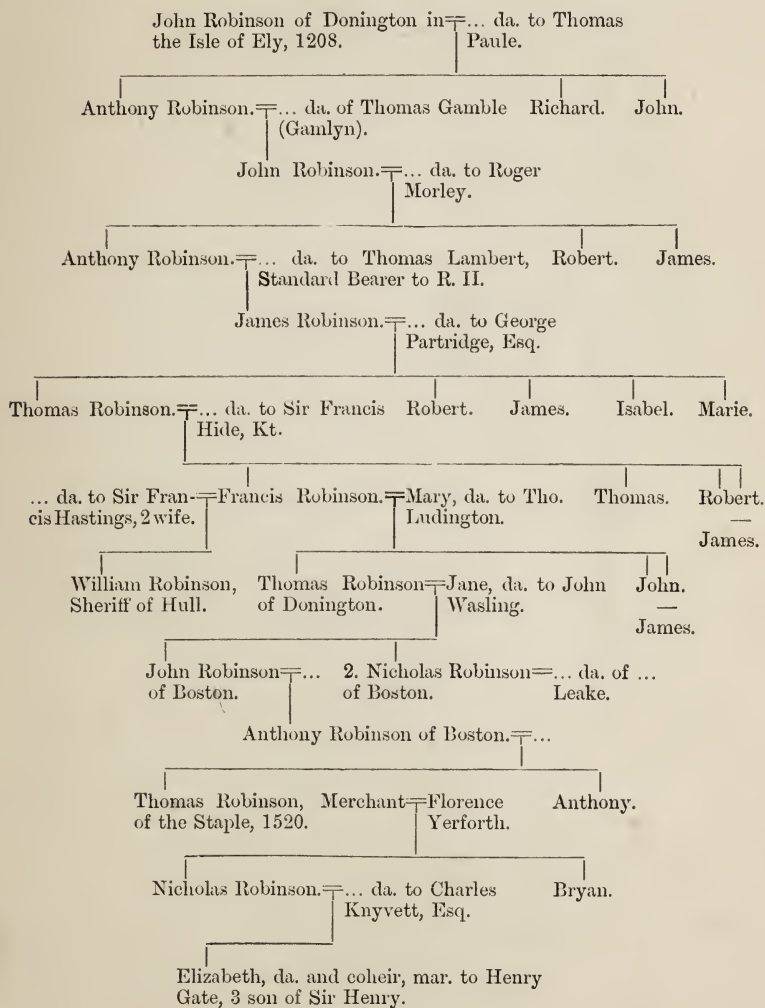 John Robinson of Donington in=... da. to Thomas
the Isle of Ely, 1208. Paule.
Anthony Robinson.=... da. of Thomas Gamble Richard. John.
(Gamlyn).
John Robinson.=... da. to Roger
Morley.
Anthony Robinson.=... da. to Thomas Lambert, Robert. James.
Standard Bearer to R. II.
James Robinson.=... da. to George
Partridge, Esq.
Thomas Robinson.=... da. to Sir Francis Robert. James. Isabel. Marie.
Hide, Kt.
... da. to Sir Fran-=Francis Robinson.=Mary, da. to Tho. Thomas. Robert.
cis Hastings, 2 wife. Ludington. —
James.
William Robinson, Thomas Robinson=Jane, da. to John John.
Sheriff of Hull. of Donington. Wasling. —
James.
John Robinson=... 2. Nicholas Robinson=... da. of ...
of Boston. of Boston. Leake.
Anthony Robinson of Boston.=...
Thomas Robinson, Merchant=Florence Anthony.
of the Staple, 1520. Yerforth.
Nicholas Robinson.=... da. to Charles Bryan.
Knyvett, Esq.
Elizabeth, da. and coheir, mar. to Henry
Gate, 3 son of Sir Henry.